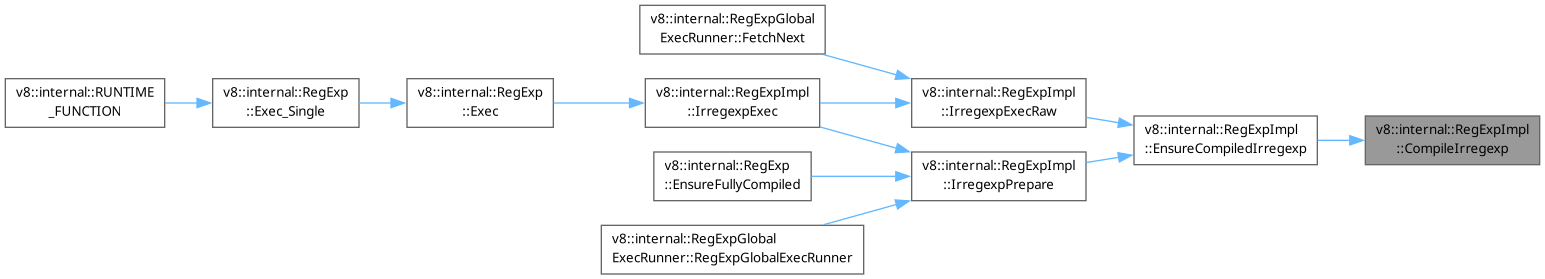 v8::internal::RegExpGlobal
ExecRunner::FetchNext
v8::internal::RUNTIME
_FUNCTION
v8::internal::RegExp
::Exec_Single
v8::internal::RegExp
::Exec
v8::internal::RegExpImpl
::IrregexpExec
v8::internal::RegExpImpl
::IrregexpExecRaw
v8::internal::RegExpImpl
::EnsureCompiledIrregexp
v8::internal::RegExpImpl
::CompileIrregexp
v8::internal::RegExp
::EnsureFullyCompiled
v8::internal::RegExpImpl
::IrregexpPrepare
v8::internal::RegExpGlobal
ExecRunner::RegExpGlobalExecRunner